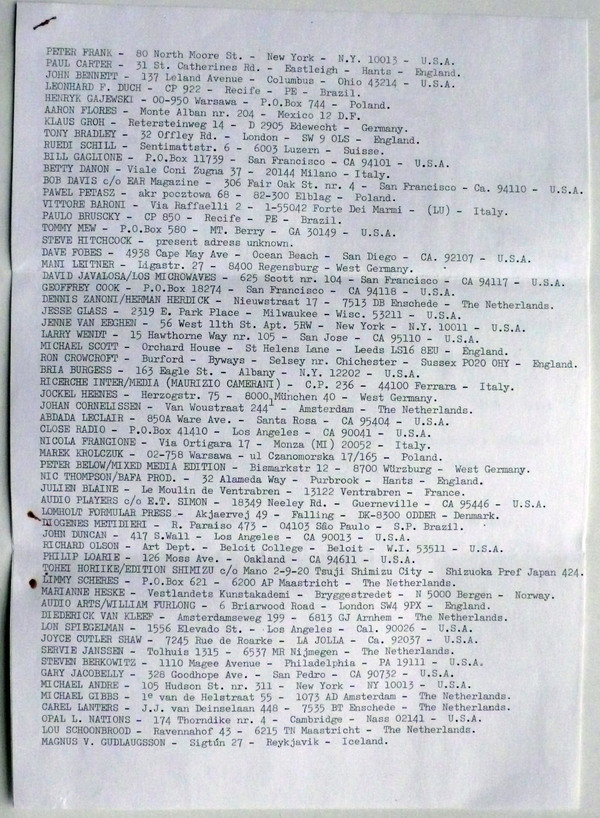 PETER FRANK - 80 North Moore St. - New York - N.Y. 10013 - U.S.A.
PAUL CARTER - 31 St. Catherines Rd. - Eastleigh - Hants - England.
JOHN BENNETT - 137 Leland Avenue - Columbus - Ohio 43214 - U.S.A.
LEONHARD F. DUCH - CP 922 - Recife - PE - Brazil.
HENRYK GAJEWSKI - 00-950 Warsawa - P.O.Box 744 - Poland.
AARON FLORES - Monte Alban nr. 204 - Mexico 12 D.F.
KLAUS GROH - Retersteinweg 14 - D 2905 Edewecht - Germany.
TONY BRADLEY - 32 Offley Rd. - London - SW 9 OLS - England.
RUEDI SCHILL - Sentimattstr. 6 - 6003 Luzern - Suisse.
BILL GAGLIONE - P.O.Box 11739 - San Francisco - CA 94101 - U.S.A.
BETTY DANON - Viale Coni Zugna 37 - 20144 Milano - Italy.
BOB DAVIS c/o EAR Magazine - 306 Fair Oak St. nr. 4 - San Francisco - Ca. 94110 - U.S.A.
PAWEL PETASZ - akr pocztowa 68 - 82-300 Elblag - Poland.
VITTORE BARONI - Via Raffaelli 2 - 1-55042 Forte Dei Marmi - (LU) - Italy.
PAULO BRUSCKY - CP 850 - Recife - PE - Brazil.
TOMMY MEW - P.O.Box 580 - MT. Berry - GA 30149 - U.S.A.
STEVE HITCHCOCK - present adress unknown.
DAVE FOBES - 4938 Cape May Ave - Ocean Beach - San Diego - CA. 92107 - U.S.A.
MANI LEITNER - Ligastr. 27 - 8400 Regensburg - West Germany.
DAVID JAVALOSA/LOS MICROWAVES - 625 Scott nr. 104 - San Francisco - CA 94117 - U.S.A.
GEOFFREY COOK - P.O.Box 18274 - San Francisco - CA 94118 - U.S.A.
DENNIS ZANONI/HERMAN HERDICK - Nieuwstraat 17 - 7513 DB Enschede - The Netherlands.
JESSE GLASS - 2319 E. Park Place - Milwaukee - Wisc. 53211 - U.S.A.
JENNE VAN EEGHEN - 56 West 11th St. Apt. 5RW - New York - N.Y. 10011 - U.S.A.
LARRY WENDT - 15 Hawthorne Way nr. 105 - San Jose - CA 95110 - U.S.A.
MICHAEL SCOTT - Orchard House - St Helens Lane - Leeds LS16 8EU - England.
RON CROWCROFT - Burford - Byways - Selsey nr. Chichester - Sussex PO20 OHY - England.
BRIA BURGESS - 163 Eagle St. - Albany - N.Y. 12202 - U.S.A.
RICERCHE INTER/MEDIA (MAURIZIO CAMERANI) - C.P. 236 - 44100 Ferrara - Italy.
JOCKEL HEENES - Herzogstr. 75 - 8000 München 40 - West Germany.
JOHAN CORNELISSEN - Van Woustraat 244¹ - Amsterdam - The Netherlands.
ABDADA LECLAIR - 850A Ware Ave. - Santa Rosa - CA 95404 - U.S.A.
CLOSE RADIO - P.O.Box 41410 - Los Angeles - CA 90041 - U.S.A.
NICOLA FRANGIONE - Via Ortigara 17 - Monza (MI) 20052 - Italy.
MAREK KROLCZUK - 02-758 Warsawa - ul Czanomorska 17/165 - Poland.
PETER BELOW/MIXED MEDIA EDITION - Bismarkstr 12 - 8700 Würzburg - West Germany.
NIC THOMPSON/BAFA PROD. - 32 Alameda Way - Purbrook - Hants - England.
JULIEN BLAINE - Le Moulin de Ventrabren - 13122 Ventrabren - France.
AUDIO PLAYERS c/o E.T. SIMON - 18349 Neeley Rd. - Guerneville - CA 95446 - U.S.A.
LOMHOLT FORMULAR PRESS - Akjaervej 49 - Falling - DK-8300 ODDER - Denmark.
DIOGENES METIDIERI - R. Paraiso 473 - 04103 São Paulo - S.P. Brazil.
JOHN DUNCAN - 417 S.Wall - Los Angeles - CA 90013 - U.S.A.
RICHARD OLSON - Art Dept. - Beloit College - Beloit - W.I. 53511 - U.S.A.
PHILIP LOARIE - 126 Moss Ave. - Oakland - CA 94611 - U.S.A.
TOHEI HORIIKE/EDITION SHIMIZU c/o Mano 2-9-20 Tsuji Shimizu City - Shizuoka Pref Japan 424.
LIMMY SCHERES - P.O.Box 621 - 6200 AP Maastricht - The Netherlands.
MARIANNE HESKE - Vestlandets Kunstakademi - Bryggestredet - N 5000 Bergen - Norway.
AUDIO ARTS/WILLIAM FURLONG - 6 Briarwood Road - London SW4 9PX - England.
DIEDERICK VAN KLEEF - Amsterdamseweg 199 - 6813 GJ Arnhem - The Netherlands.
LON SPIEGELMAN - 1556 Elevado St. - Los Angeles - Cal. 90026 - U.S.A.
JOYCE CUTLER SHAW - 7245 Rue de Roarke - LA JOLLA - Ca. 92037 - U.S.A.
SERVIE JANSSEN - Tolhuis 1315 - 6537 MR Nijmegen - The Netherlands.
STEVEN BERKOWITZ - 1110 Magee Avenue - Philadelphia - PA 19111 - U.S.A.
GARY JACOBELLY - 328 Goodhope Ave. - San Pedro - CA 90732 - U.S.A.
MICHAEL ANDRE - 105 Hudson St. nr. 311 - New York - NY 10013 - U.S.A.
MICHAEL GIBBS - 1e van de Helstraat 55 - 1073 AD Amsterdam - The Netherlands.
CAREL LANTERS - J.J. van Deinselaan 448 - 7535 BT Enschede - The Netherlands.
OPAL L. NATIONS - 174 Thorndike nr. 4 - Cambridge - Nass 02141 - U.S.A.
LOU SCHOONBROOD - Ravennahof 43 - 6215 TN Maastricht - The Netherlands.
MAGNUS V. GUDLAUGSSON - Sigtún 27 - Reykjavik - Iceland.